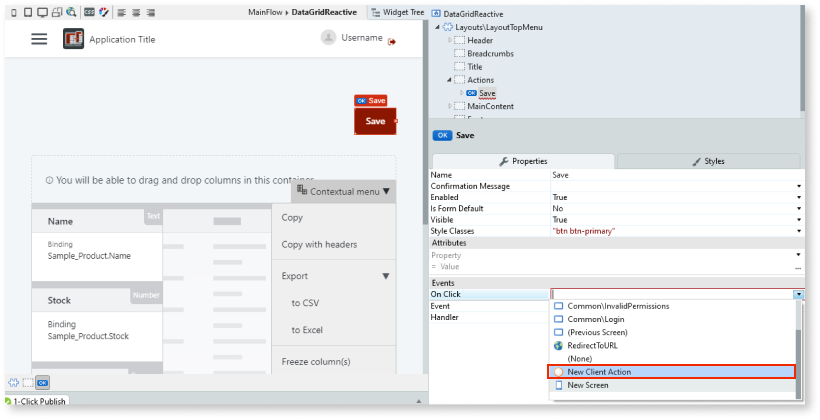 MainFlow ▸ DataGridReactive
Widget Tree
DataGridReactive
Application Title
Username
Layouts\LayoutTopMenu
Header
Breadcrumbs
Title
Actions
OK Save
MainContent
OK Save
Save
OK Save
Properties
Styles
Name Save
Confirmation Message
Enabled True
Is Form Default No
Visible True
Style Classes "btn btn-primary"
Attributes
Property
= Value ...
Events
On Click
Event
Handler
Common\InvalidPermissions
Common\Login
(Previous Screen)
RedirectToURL
(None)
New Client Action
New Screen
You will be able to drag and drop columns in this container
Contextual menu
Copy
Copy with headers
Export
to CSV
to Excel
Freeze column(s)
Name
Text
Binding
Sample_Product.Name
Stock
Number
Binding
Sample_Product.Stock
OK
1-Click Publish